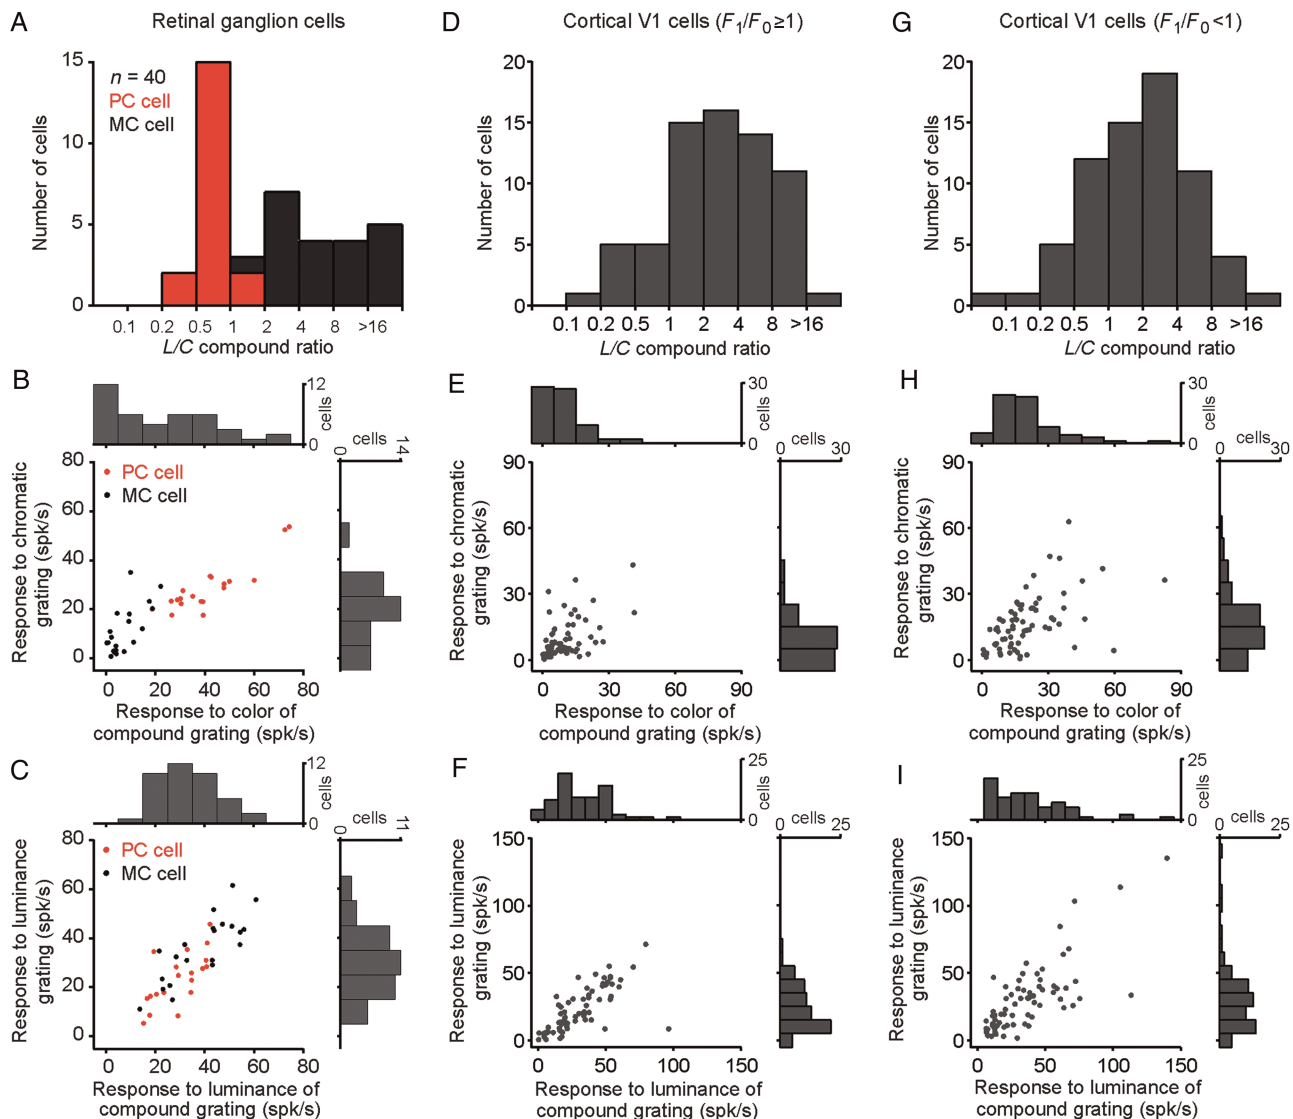 A
Retinal ganglion cells
D
Cortical V1 cells (F1/F0≥1)
G
Cortical V1 cells (F1/F0<1)
Number of cells
15
10
5
0
n = 40
PC cell
MC cell
0.1 0.2 0.5 1 2 4 8 >16
L/C compound ratio
Number of cells
20
15
10
5
0
0.1 0.2 0.5 1 2 4 8 >16
L/C compound ratio
Number of cells
20
15
10
5
0
0.1 0.2 0.5 1 2 4 8 >16
L/C compound ratio
B
12
0
cells
cells
0 14
Response to chromatic
grating (spk/s)
80
60
40
20
0
PC cell
MC cell
0 20 40 60 80
Response to color of
compound grating (spk/s)
E
30
0
cells
cells
0 30
Response to chromatic
grating (spk/s)
90
60
30
0
0 30 60 90
Response to color of
compound grating (spk/s)
H
30
0
cells
cells
0 30
Response to chromatic
grating (spk/s)
90
60
30
0
0 30 60 90
Response to color of
compound grating (spk/s)
C
12
0
cells
cells
0 11
Response to luminance
grating (spk/s)
80
60
40
20
0
PC cell
MC cell
0 20 40 60 80
Response to luminance of
compound grating (spk/s)
F
25
0
cells
cells
0 25
Response to luminance
grating (spk/s)
150
100
50
0
0 50 100 150
Response to luminance of
compound grating (spk/s)
I
25
0
cells
cells
0 25
Response to luminance
grating (spk/s)
150
100
50
0
0 50 100 150
Response to luminance of
compound grating (spk/s)